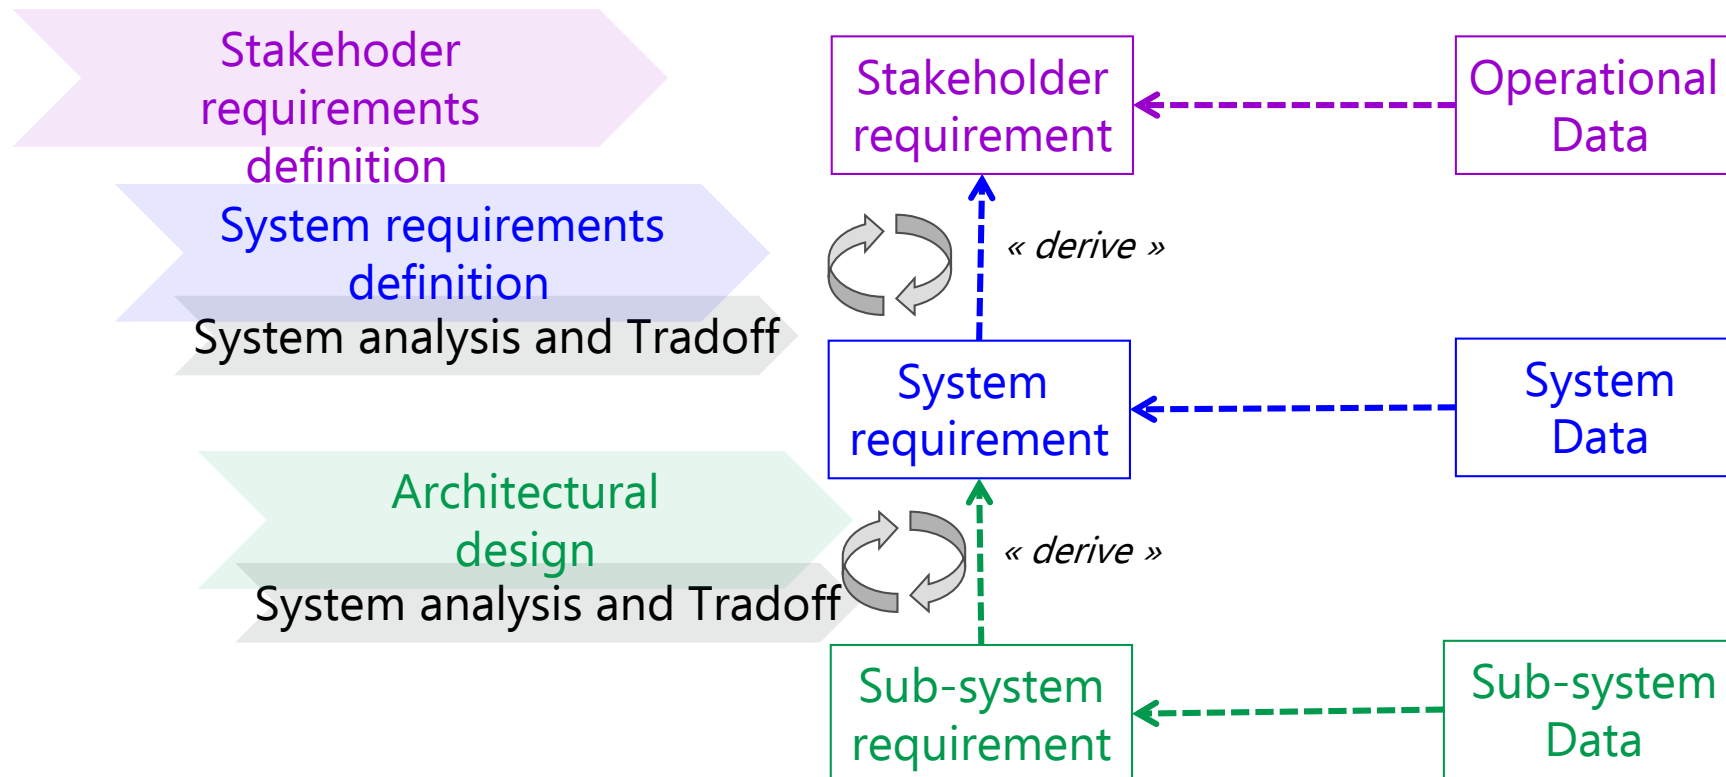 Stakehoder
requirements
definition
System requirements
definition
System analysis and Tradoff
Architectural
design
System analysis and Tradoff
Stakeholder
requirement
Operational
Data
« derive »
System
requirement
System
Data
« derive »
Sub-system
requirement
Sub-system
Data